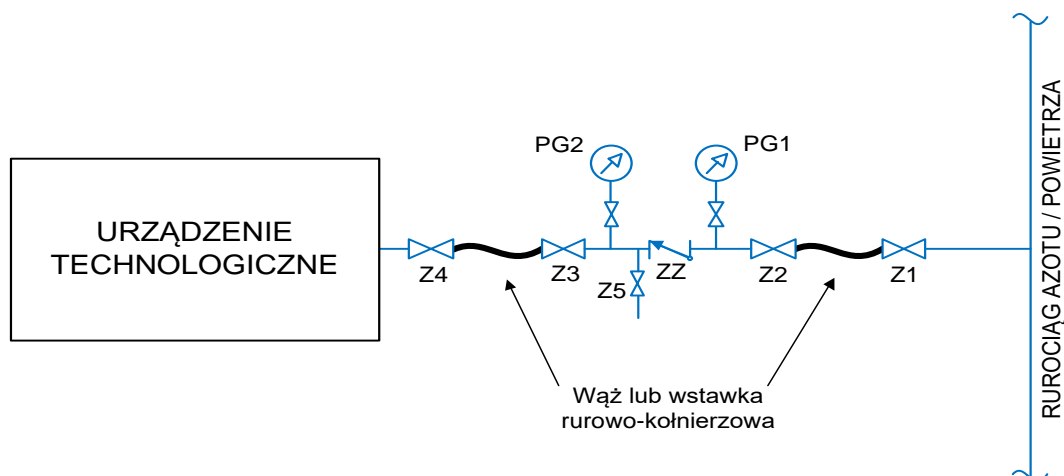 PG2
PG1
URZĄDZENIE
TECHNOLOGICZNE
Z4
Z3
Z5
ZZ
Z2
Z1
Wąż lub wstawka
rurowo-kołnierzowa
RUROCIĄG AZOTU / POWIETRZA